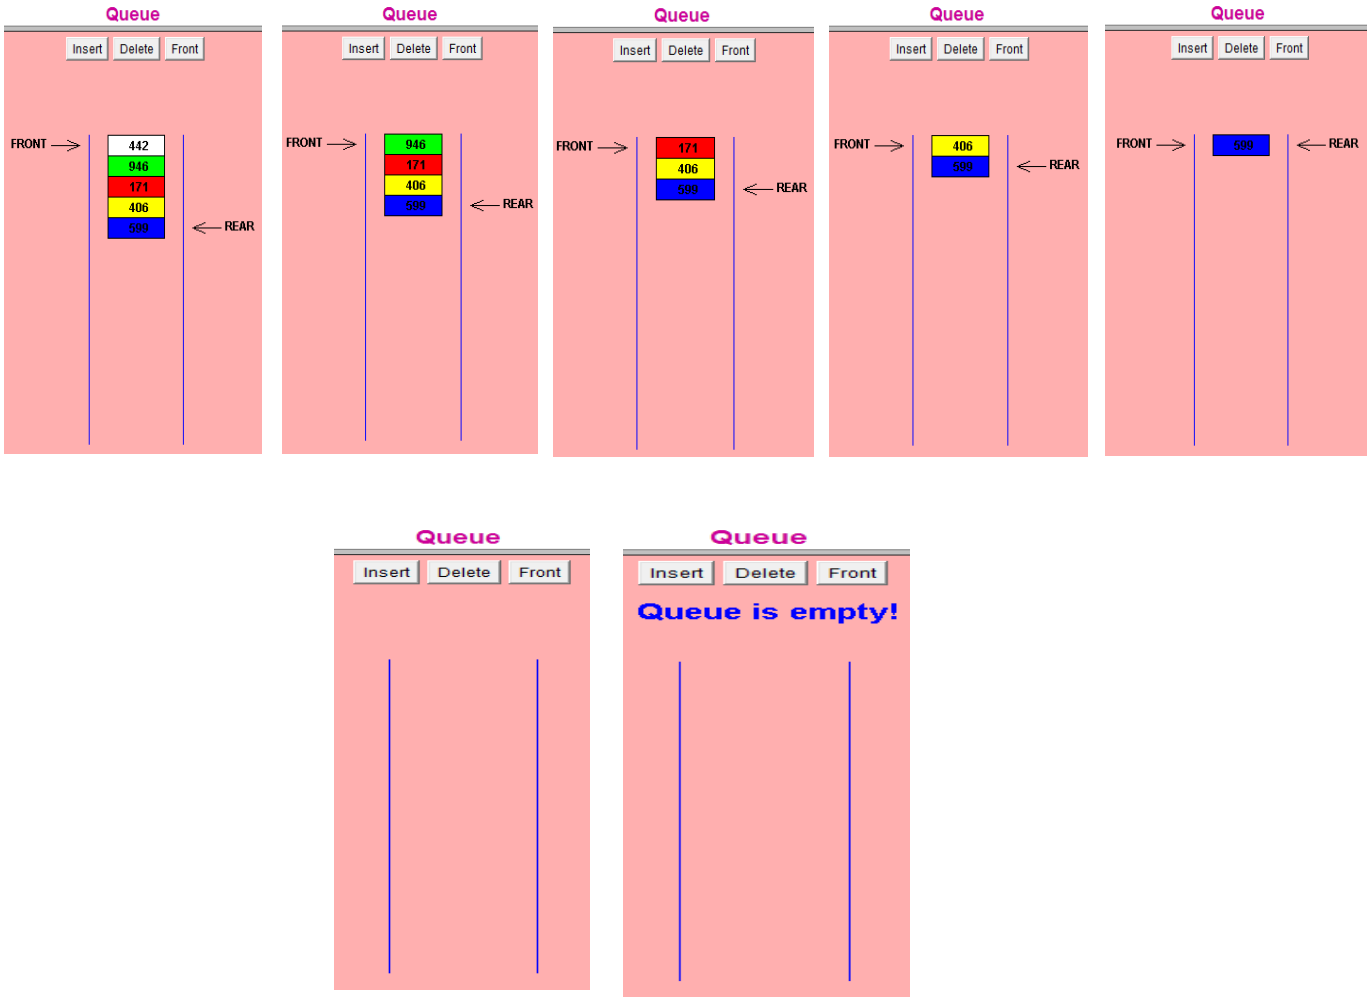 Queue
Insert Delete Front
FRONT
442
946
171
406
599
REAR
Queue
Insert Delete Front
FRONT
946
171
406
599
REAR
Queue
Insert Delete Front
FRONT
171
406
599
REAR
Queue
Insert Delete Front
FRONT
406
599
REAR
Queue
Insert Delete Front
FRONT
599
REAR
Queue
Insert Delete Front
Queue
Insert Delete Front
Queue is empty!